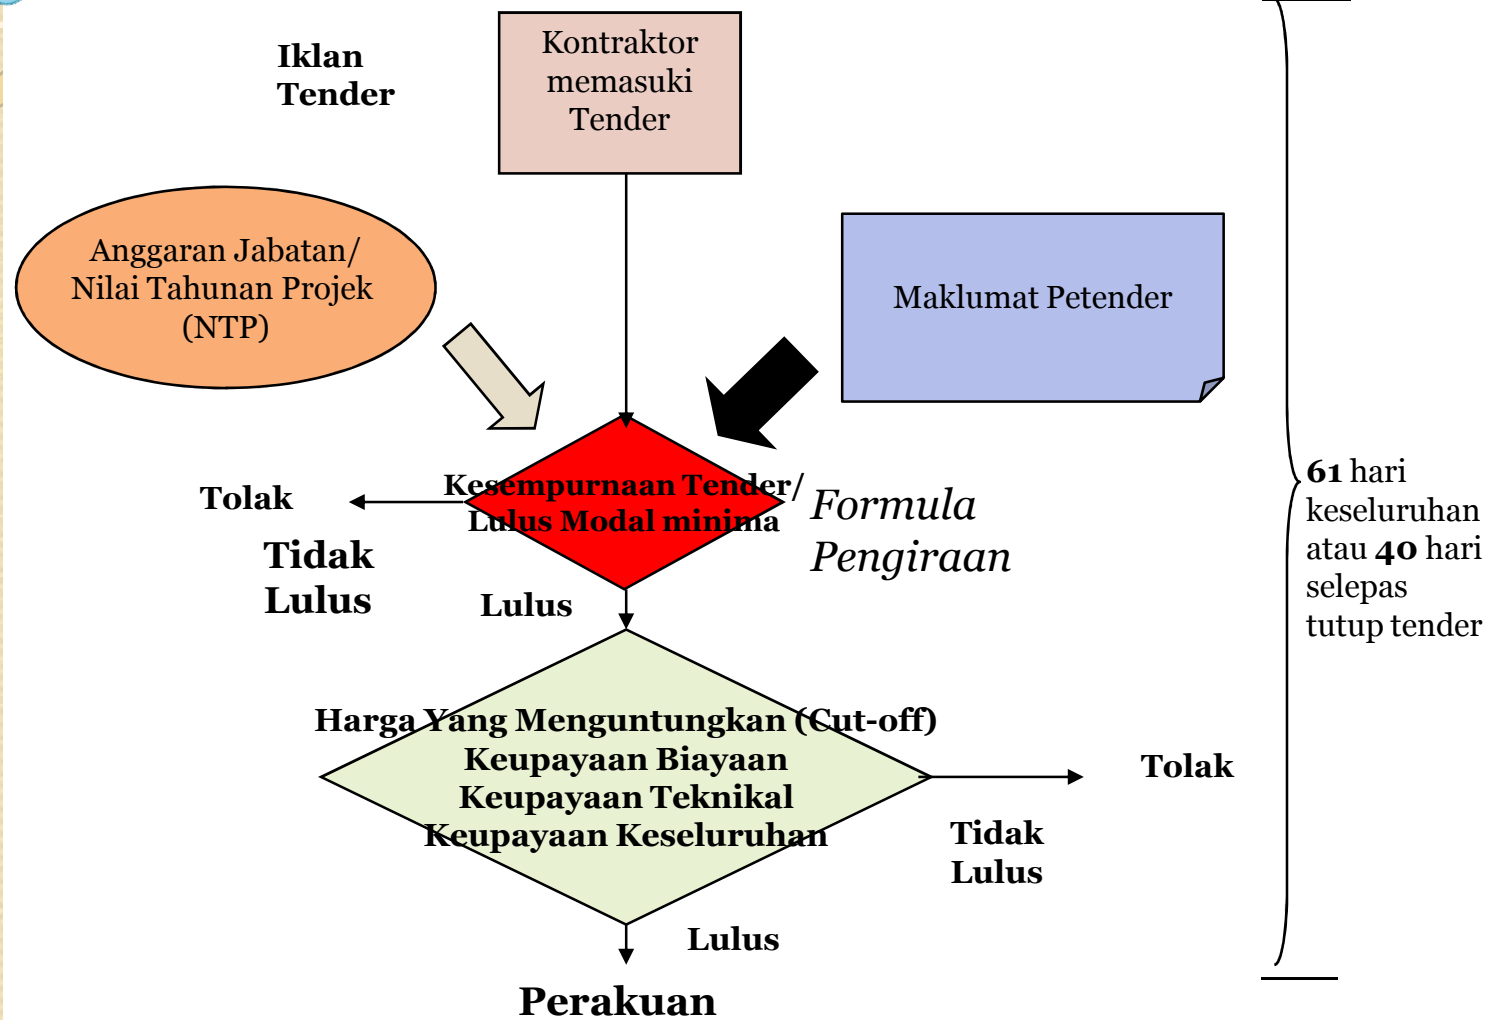 Iklan
Tender
Kontraktor
memasuki
Tender
Anggaran Jabatan/
Nilai Tahunan Projek
(NTP)
Maklumat Petender
Kesempurnaan Tender/
Lulus Modal minima
Formula
Pengiraan
Tolak
Tidak
Lulus
Lulus
Harga Yang Menguntungkan (Cut-off)
Keupayaan Biayaan
Keupayaan Teknikal
Keupayaan Keseluruhan
Tolak
Tidak
Lulus
Lulus
Perakuan
61 hari
keseluruhan
atau 40 hari
selepas
tutup tender